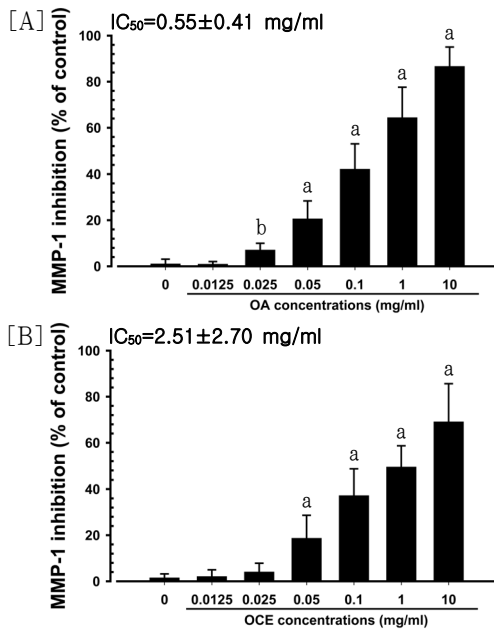 [A]
IC₅₀=0.55±0.41 mg/ml
MMP-1 inhibition (% of control)
100
80
60
40
20
0
b
a
a
a
a
0
0.0125
0.025
0.05
0.1
1
10
OA concentrations (mg/ml)
[B]
IC₅₀=2.51±2.70 mg/ml
MMP-1 inhibition (% of control)
100
80
60
40
20
0
a
a
a
a
0
0.0125
0.025
0.05
0.1
1
10
OCE concentrations (mg/ml)